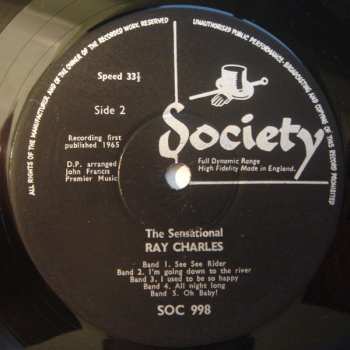 ALL RIGHTS OF THE MANUFACTURER AND OF THE OWNER OF THE RECORDED WORK RESERVED
UNAUTHORISED PUBLIC PERFORMANCE, BROADCASTING AND COPYING OF THIS RECORD PROHIBITED
Speed 33⅓
Side 2
Society
Recording first
published 1965
D.P. arranged
John Francis
Premier Music
Full Dynamic Range
High Fidelity Made in England.
The Sensational
RAY CHARLES
Band 1. See See Rider
Band 2. I'm going down to the river
Band 3. I used to be so happy
Band 4. All night long
Band 5. Oh Baby!
SOC 998